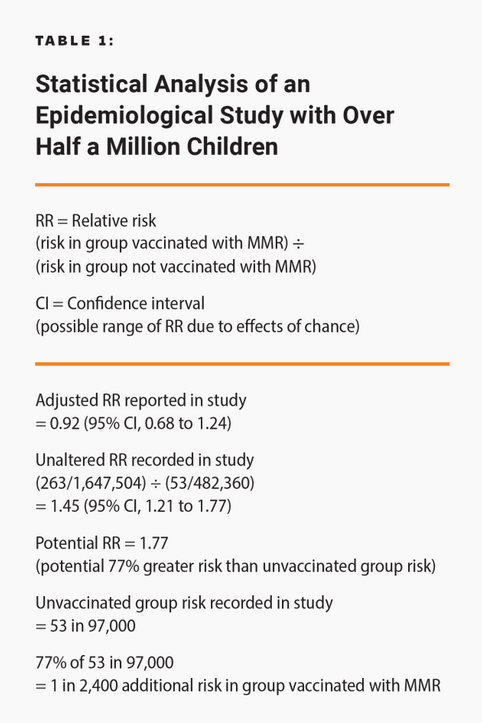 TABLE 1:
Statistical Analysis of an
Epidemiological Study with Over
Half a Million Children
RR = Relative risk
(risk in group vaccinated with MMR) ÷
(risk in group not vaccinated with MMR)
CI = Confidence interval
(possible range of RR due to effects of chance)
Adjusted RR reported in study
= 0.92 (95% CI, 0.68 to 1.24)
Unaltered RR recorded in study
(263/1,647,504) ÷ (53/482,360)
= 1.45 (95% CI, 1.21 to 1.77)
Potential RR = 1.77
(potential 77% greater risk than unvaccinated group risk)
Unvaccinated group risk recorded in study
= 53 in 97,000
77% of 53 in 97,000
= 1 in 2,400 additional risk in group vaccinated with MMR